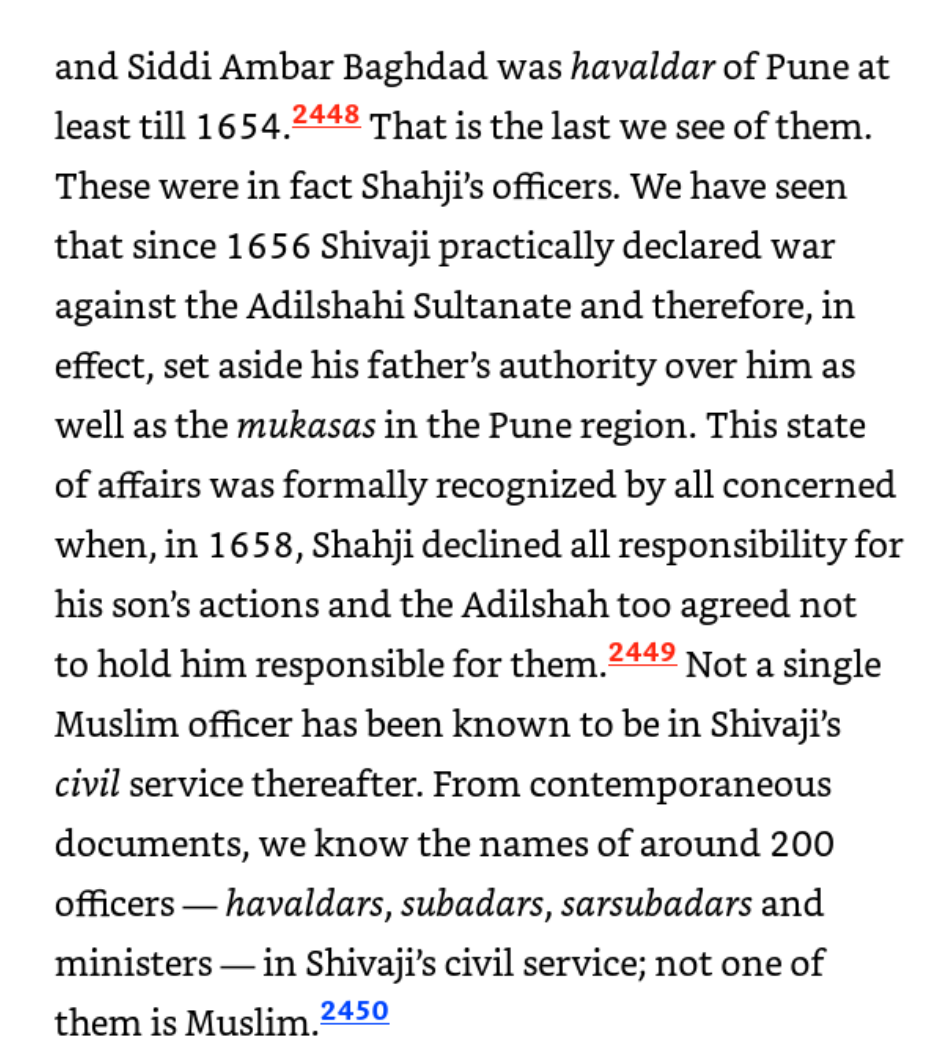 and Siddi Ambar Baghdad was havaldar of Pune at
least till 1654.2448 That is the last we see of them.
These were in fact Shahji’s officers. We have seen
that since 1656 Shivaji practically declared war
against the Adilshahi Sultanate and therefore, in
effect, set aside his father’s authority over him as
well as the mukasas in the Pune region. This state
of affairs was formally recognized by all concerned
when, in 1658, Shahji declined all responsibility for
his son’s actions and the Adilshah too agreed not
to hold him responsible for them.2449 Not a single
Muslim officer has been known to be in Shivaji’s
civil service thereafter. From contemporaneous
documents, we know the names of around 200
officers — havaldars, subadars, sarsubadars and
ministers — in Shivaji’s civil service; not one of
them is Muslim.2450